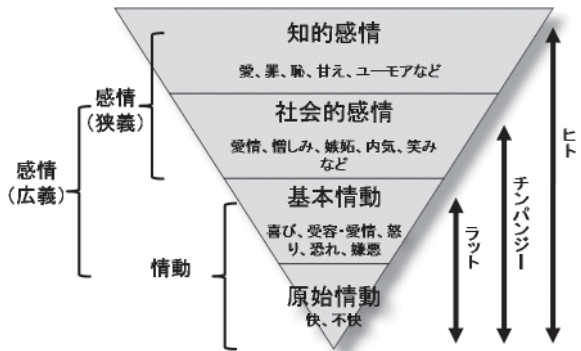 知的感情
愛、罪、恥、甘え、ユーモアなど
社会的感情
愛情、憎しみ、嫉妬、内気、笑み
など
基本情動
喜び、受容・愛情、怒
り、恐れ、嫌悪
原始情動
快、不快
感情
（狭義）
感情
（広義）
情動
ラット
チンパンジー
ヒト